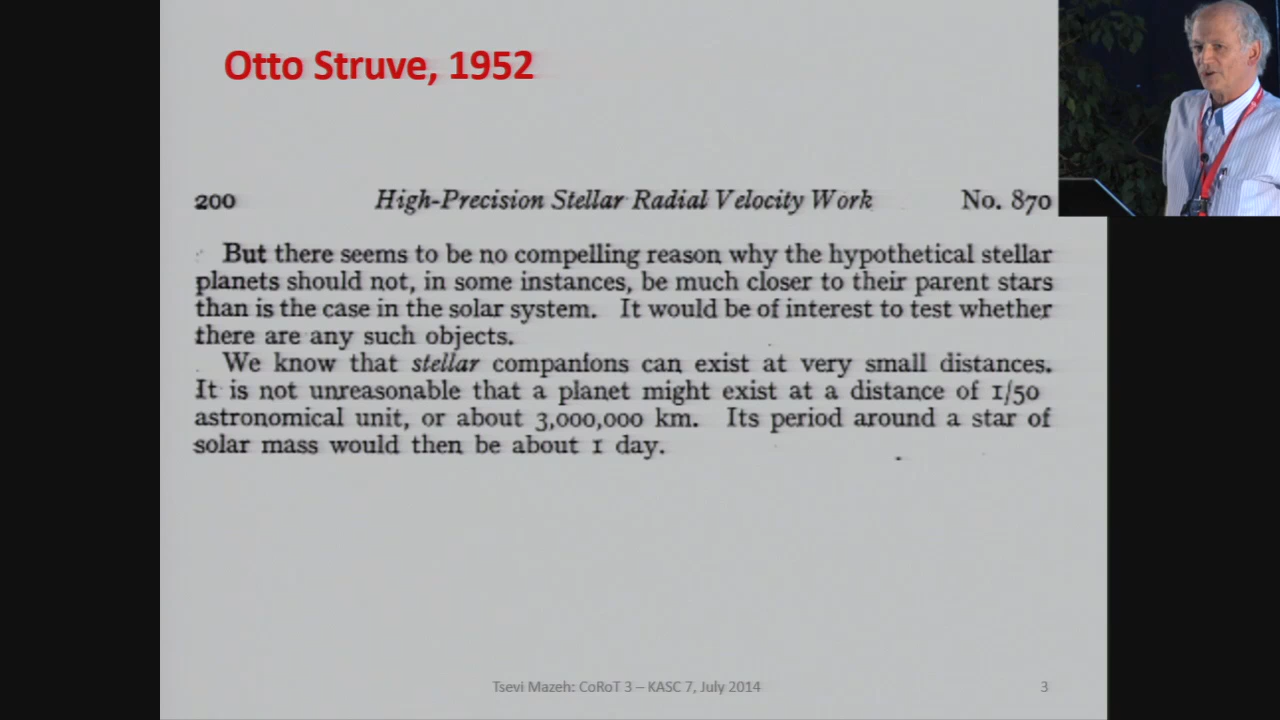 Otto Struve, 1952
200 High-Precision Stellar Radial Velocity Work No. 870
But there seems to be no compelling reason why the hypothetical stellar
planets should not, in some instances, be much closer to their parent stars
than is the case in the solar system. It would be of interest to test whether
there are any such objects.
We know that stellar companions can exist at very small distances.
It is not unreasonable that a planet might exist at a distance of 1/50
astronomical unit, or about 3,000,000 km. Its period around a star of
solar mass would then be about 1 day.
Tsevi Mazeh: CoRoT 3 – KASC 7, July 2014 3